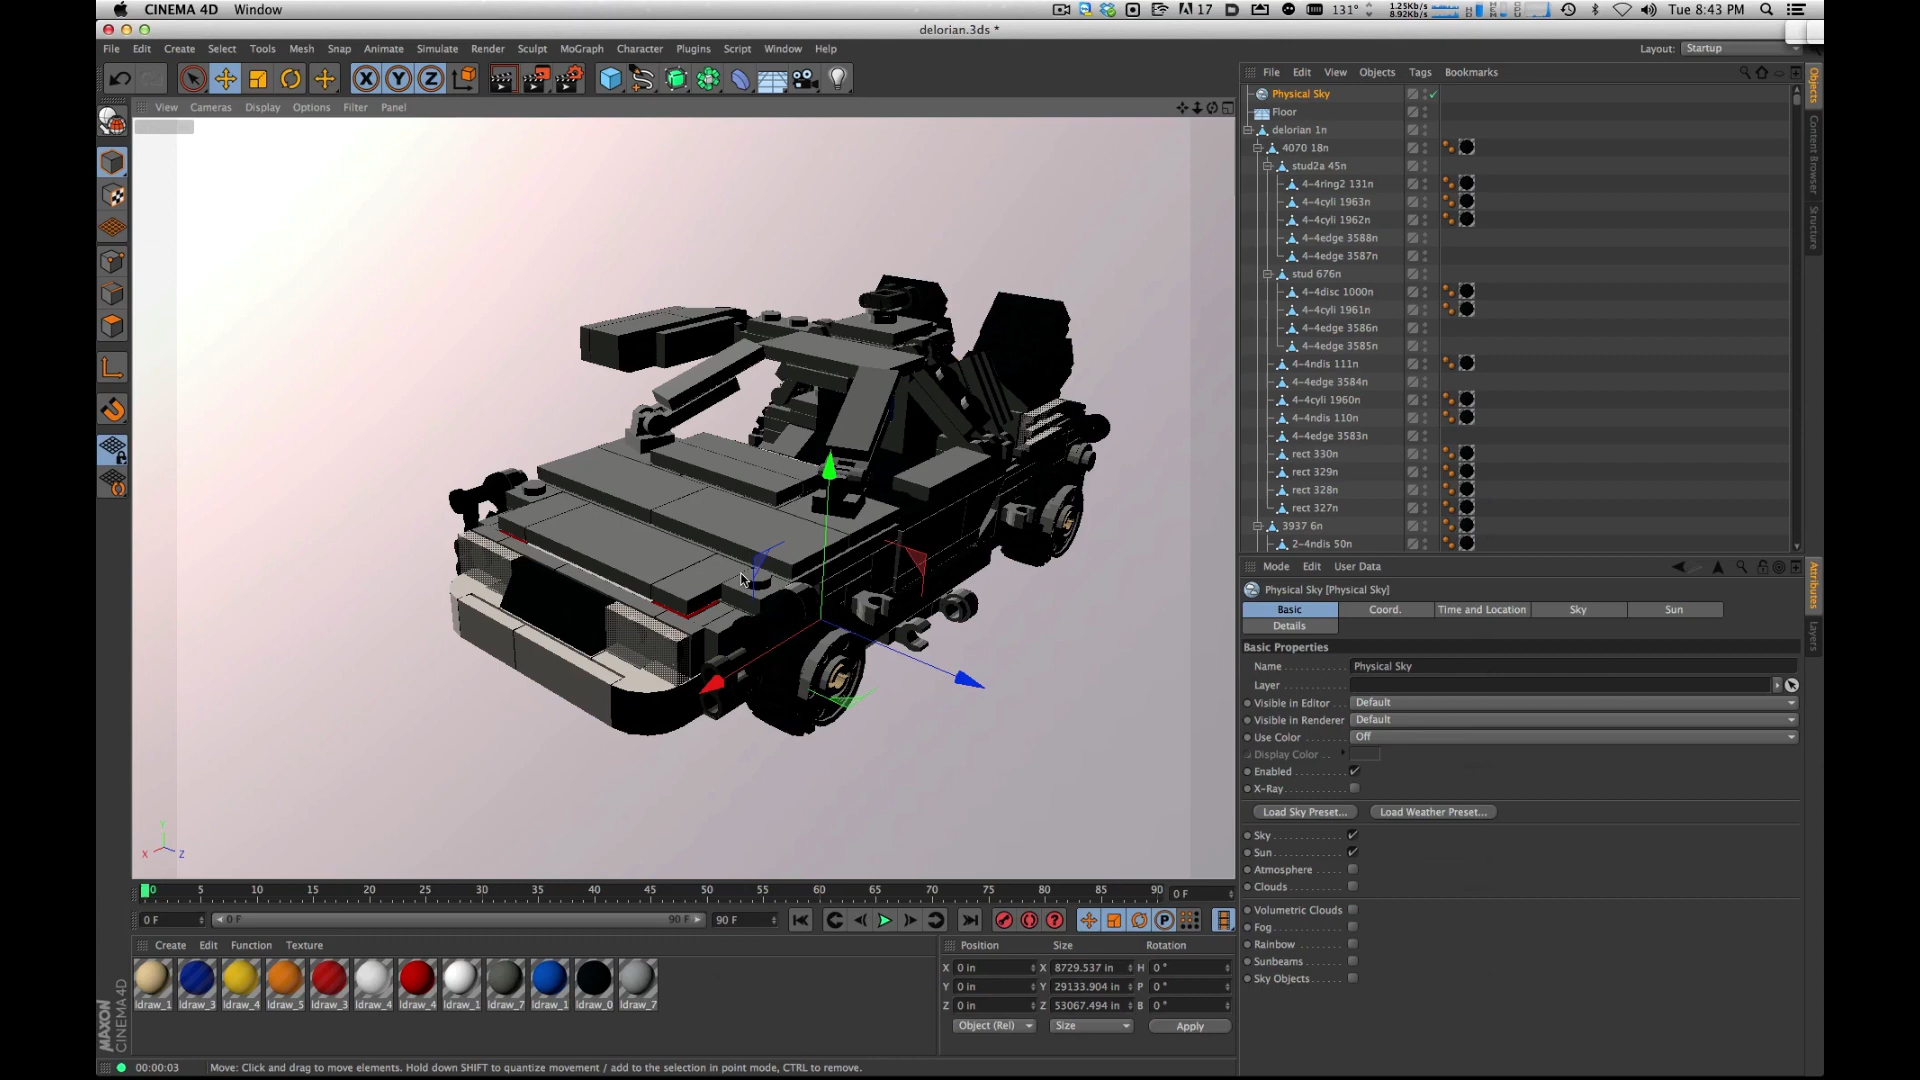 CINEMA 4D Window
17 131° 1.25Kb/s 8.92Kb/s Tue 8:43 PM
delorian.3ds *
File Edit Create Select Tools Mesh Snap Animate Simulate Render Sculpt MoGraph Character Plugins Script Window Help
Layout: Startup
View Cameras Display Options Filter Panel
File Edit View Objects Tags Bookmarks
Physical Sky
Floor
delorian 1n
4070 18n
stud2a 45n
4-4ring2 131n
4-4cyli 1963n
4-4cyli 1962n
4-4edge 3588n
4-4edge 3587n
stud 676n
4-4disc 1000n
4-4cyli 1961n
4-4edge 3586n
4-4edge 3585n
4-4ndis 111n
4-4edge 3584n
4-4cyli 1960n
4-4ndis 110n
4-4edge 3583n
rect 330n
rect 329n
rect 328n
rect 327n
3937 6n
2-4ndis 50n
Objects
Content Browser
Structure
Mode Edit User Data
Physical Sky [Physical Sky]
Basic Coord. Time and Location Sky Sun
Details
Basic Properties
Name Physical Sky
Layer
Visible in Editor Default
Visible in Renderer Default
Use Color Off
Display Color
Enabled
X-Ray
Load Sky Preset... Load Weather Preset...
Sky
Sun
Atmosphere
Clouds
Volumetric Clouds
Fog
Rainbow
Sunbeams
Sky Objects
Attributes
Layers
Y
X Z
0 5 10 15 20 25 30 35 40 45 50 55 60 65 70 75 80 85 90 0 F
0 F 0 F 90 F 90 F
Create Edit Function Texture
ldraw_1 ldraw_3 ldraw_4 ldraw_5 ldraw_3 ldraw_4 ldraw_4 ldraw_1 ldraw_7 ldraw_1 ldraw_0 ldraw_7
Position Size Rotation
X 0 in X 8729.537 in H 0 °
Y 0 in Y 29133.904 in P 0 °
Z 0 in Z 53067.494 in B 0 °
Object (Rel) Size Apply
MAXON
CINEMA 4D
00:00:03 Move: Click and drag to move elements. Hold down SHIFT to quantize movement / add to the selection in point mode, CTRL to remove.